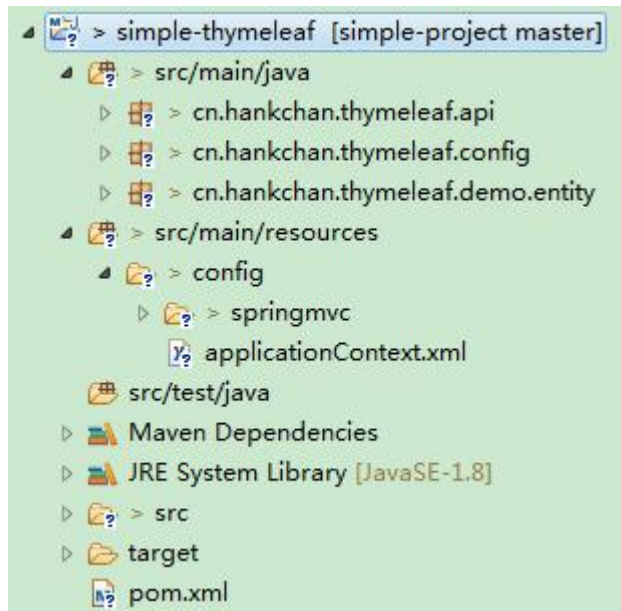 > simple-thymeleaf [simple-project master]
> src/main/java
> cn.hankchan.thymeleaf.api
> cn.hankchan.thymeleaf.config
> cn.hankchan.thymeleaf.demo.entity
> src/main/resources
> config
> springmvc
applicationContext.xml
src/test/java
Maven Dependencies
JRE System Library [JavaSE-1.8]
> src
target
pom.xml